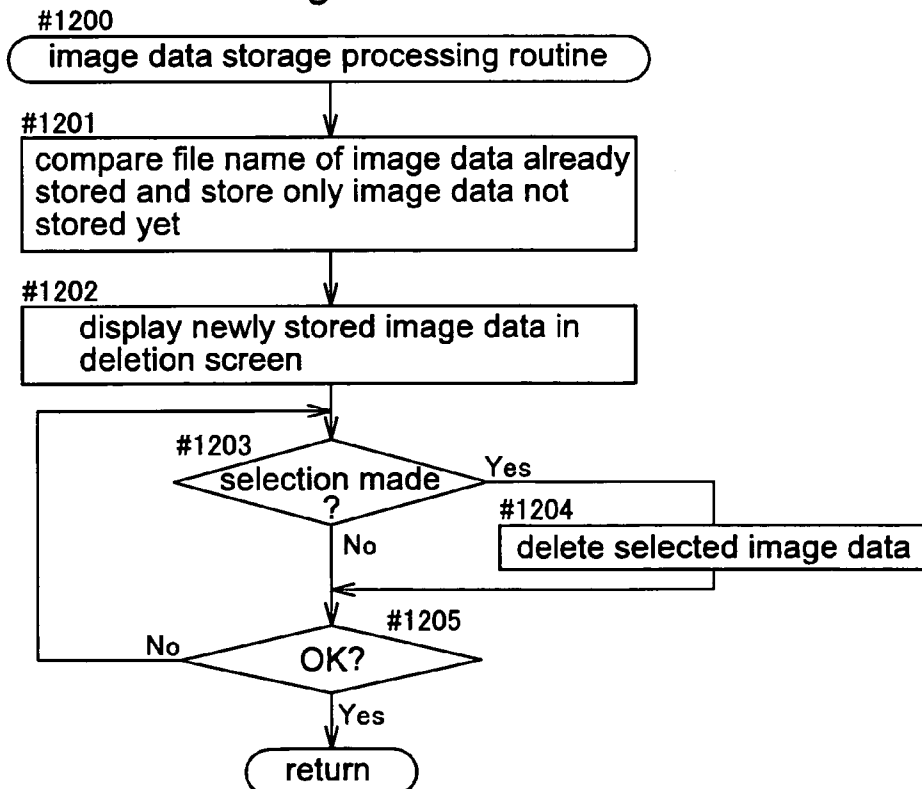 #1200
image data storage processing routine
#1201
compare file name of image data already
stored and store only image data not
stored yet
#1202
display newly stored image data in
deletion screen
#1203
selection made
?
Yes
#1204
delete selected image data
No
#1205
OK?
No
Yes
return